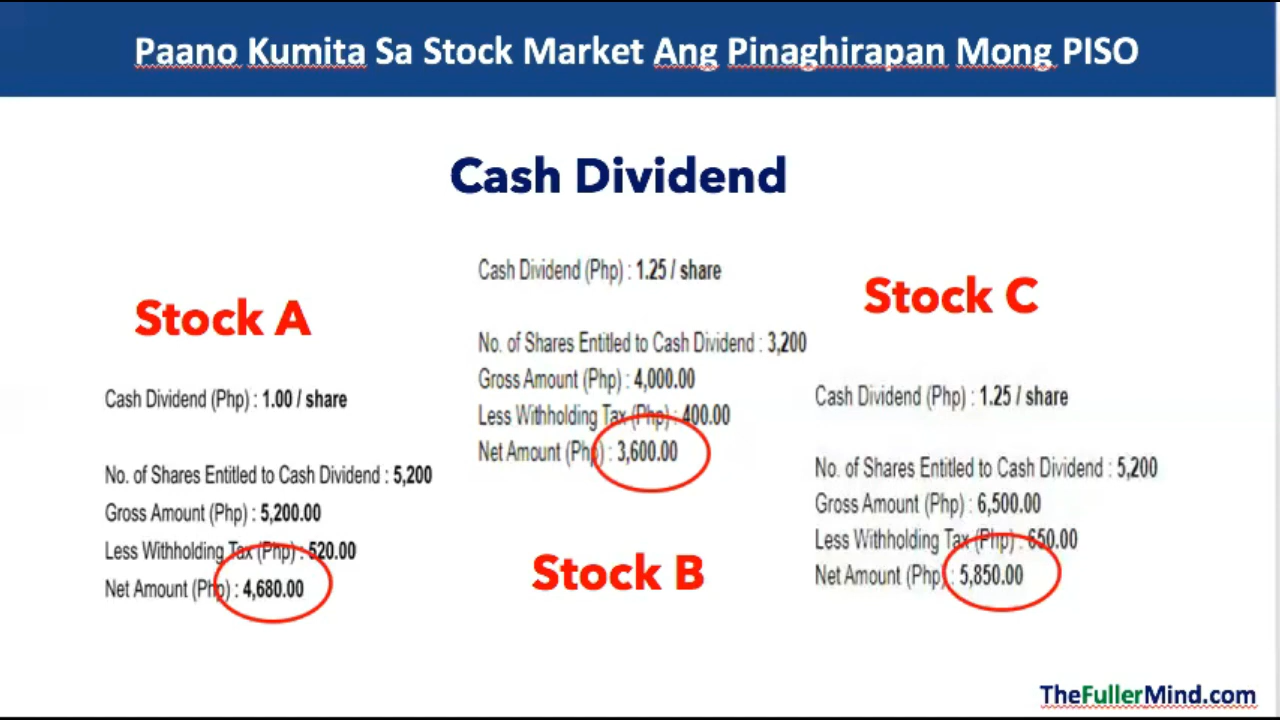 Paano Kumita Sa Stock Market Ang Pinaghirapan Mong PISO
Cash Dividend
Stock A
Cash Dividend (Php) : 1.00 / share
No. of Shares Entitled to Cash Dividend : 5,200
Gross Amount (Php) : 5,200.00
Less Withholding Tax (Php) : 520.00
Net Amount (Php) : 4,680.00
Cash Dividend (Php) : 1.25 / share
No. of Shares Entitled to Cash Dividend : 3,200
Gross Amount (Php) : 4,000.00
Less Withholding Tax (Php) : 400.00
Net Amount (Php) : 3,600.00
Stock B
Stock C
Cash Dividend (Php) : 1.25 / share
No. of Shares Entitled to Cash Dividend : 5,200
Gross Amount (Php) : 6,500.00
Less Withholding Tax (Php) : 650.00
Net Amount (Php) : 5,850.00
TheFullerMind.com